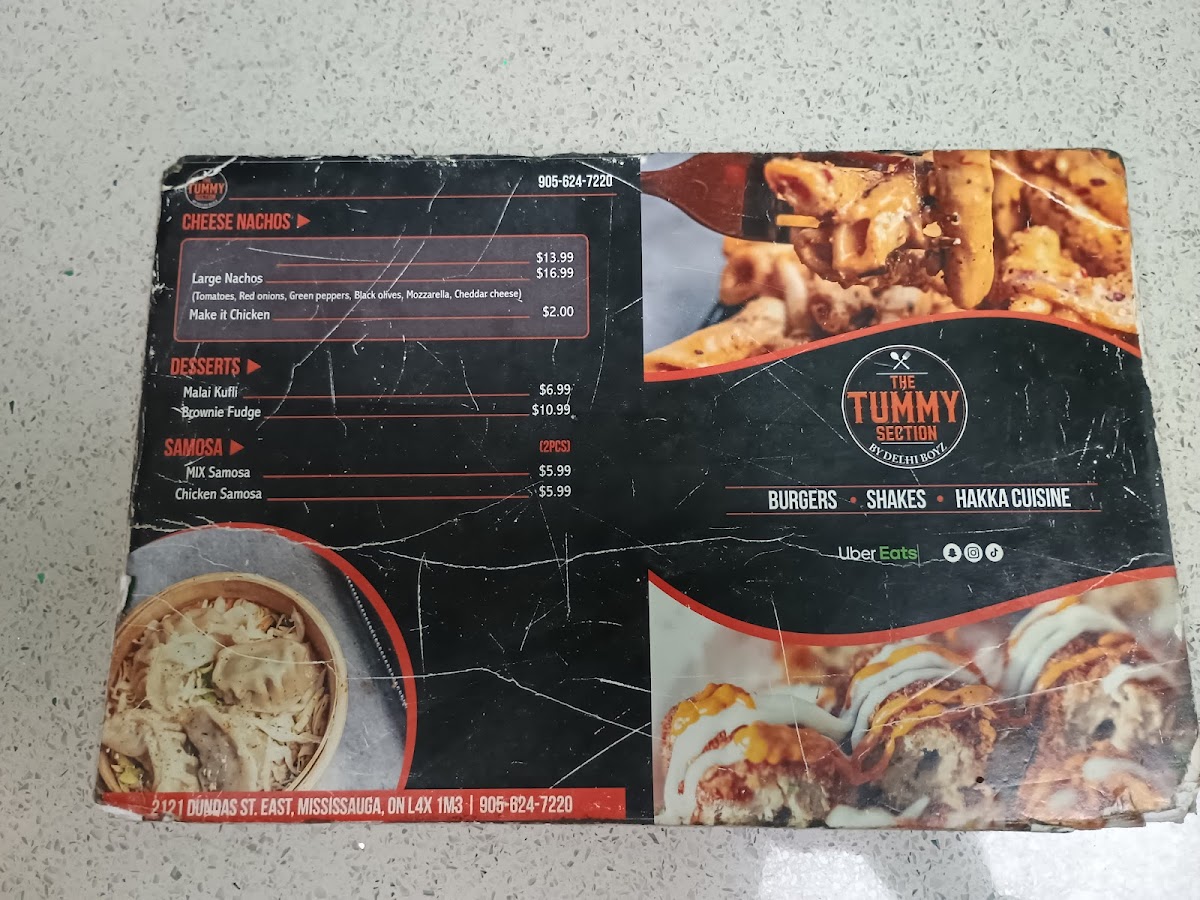 TUMMY
SECTION
905-624-7220
CHEESE NACHOS
$13.99
Large Nachos $16.99
(Tomatoes, Red onions, Green peppers, Black olives, Mozzarella, Cheddar cheese)
Make it Chicken $2.00
DESSERTS
Malai Kufli $6.99
Brownie Fudge $10.99
SAMOSA (2PCS)
MIX Samosa $5.99
Chicken Samosa $5.99
2121 DUNDAS ST. EAST, MISSISSAUGA, ON L4X 1M3 | 905-624-7220
THE
TUMMY
SECTION
BY DELHI BOYZ
BURGERS • SHAKES • HAKKA CUISINE
Uber Eats